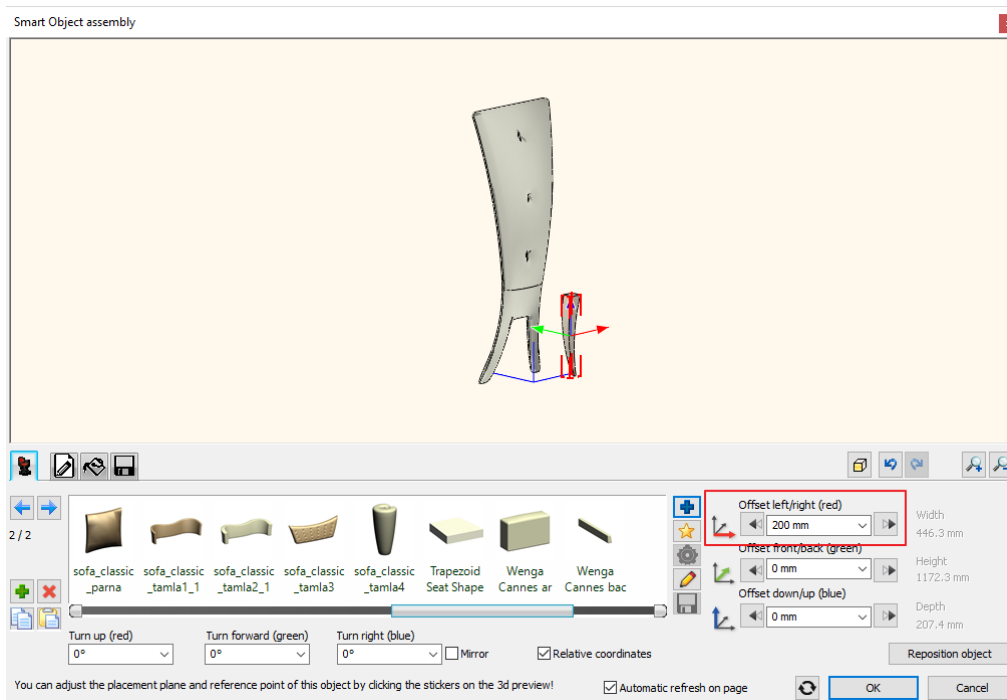 Smart Object assembly
2 / 2
sofa_classic
_parna
sofa_classic
_tamla1_1
sofa_classic
_tamla2_1
sofa_classic
_tamla3
sofa_classic
_tamla4
Trapezoid
Seat Shape
Wenga
Cannes ar
Wenga
Cannes bac
Offset left/right (red)
200 mm
Width
446.3 mm
Offset front/back (green)
0 mm
Height
1172.3 mm
Offset down/up (blue)
0 mm
Depth
207.4 mm
Turn up (red)
0°
Turn forward (green)
0°
Turn right (blue)
0°
Mirror
Relative coordinates
Reposition object
You can adjust the placement plane and reference point of this object by clicking the stickers on the 3d preview!
Automatic refresh on page
OK
Cancel